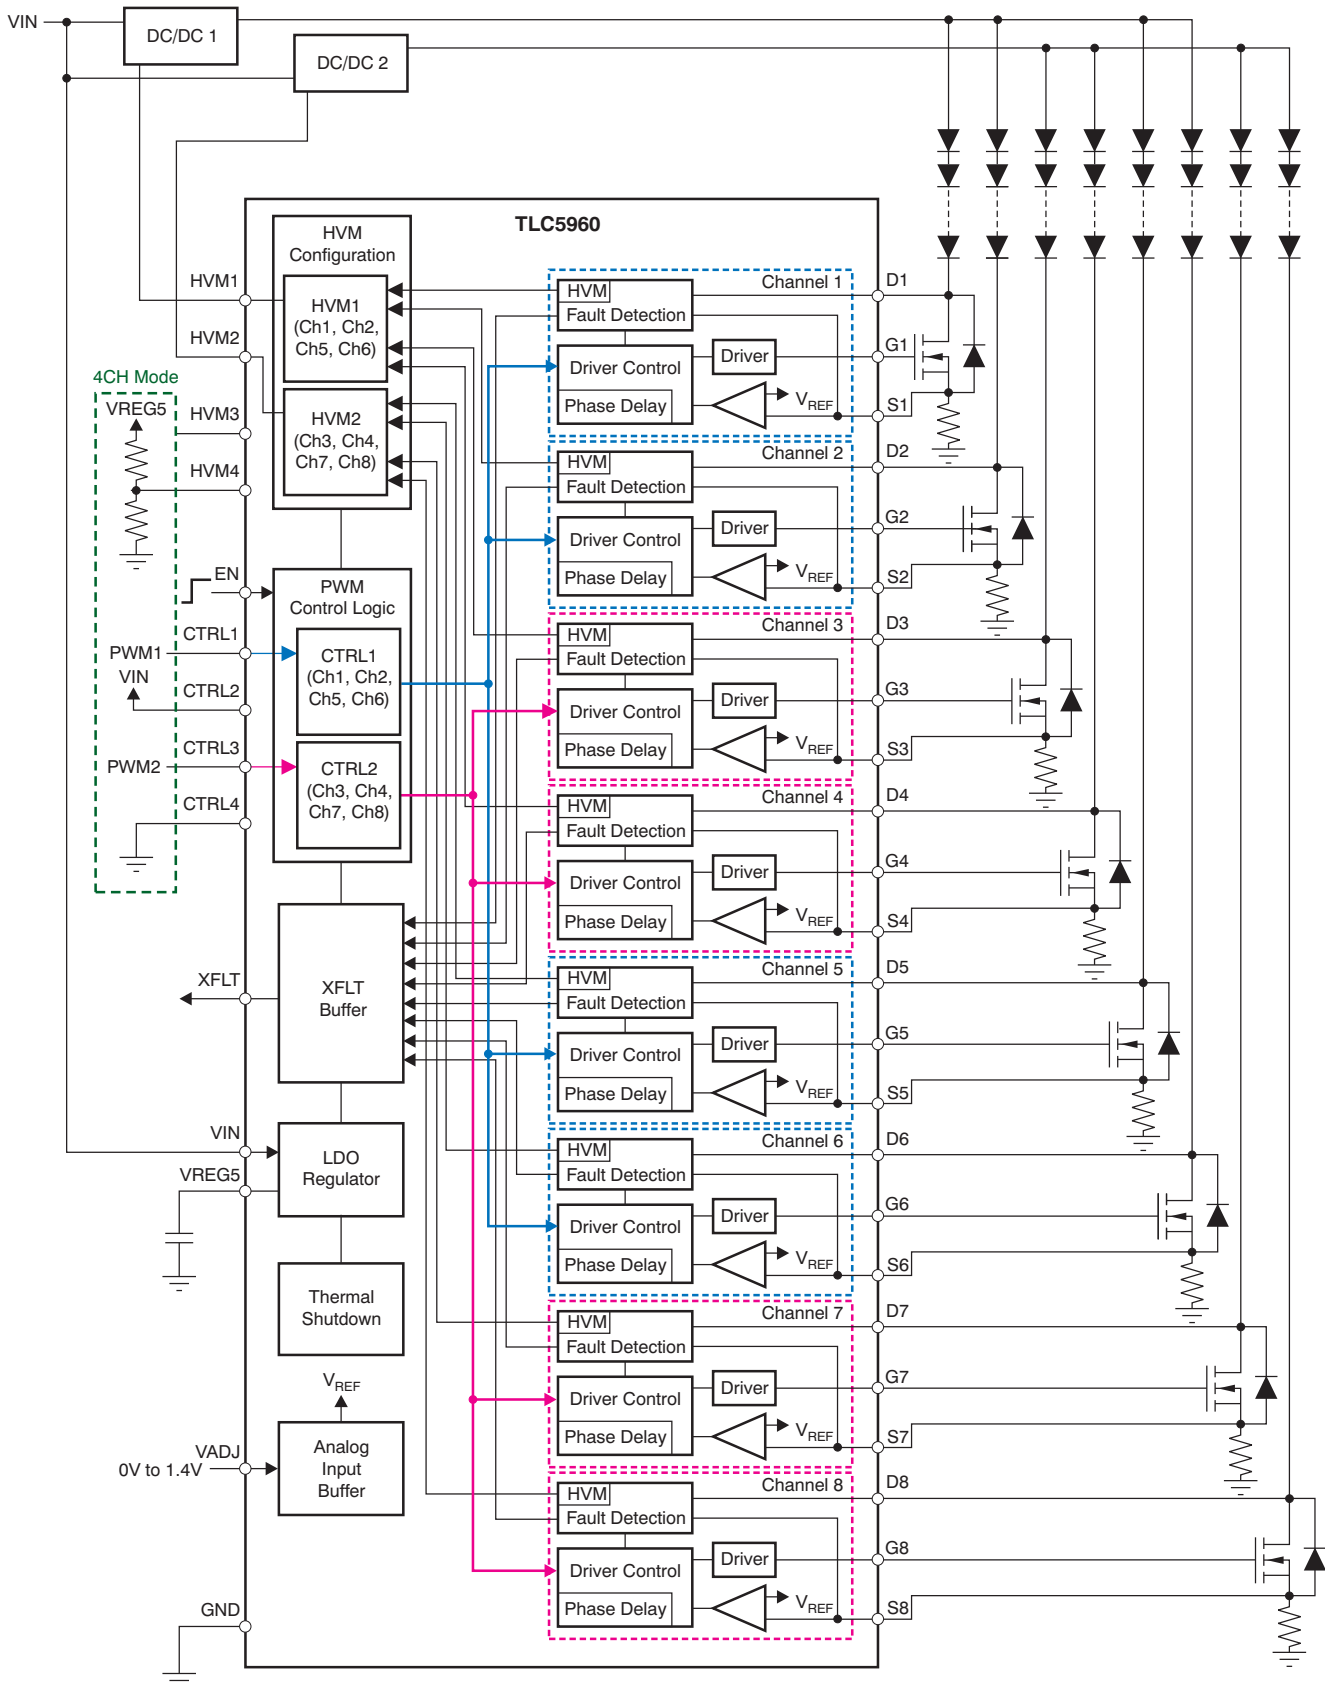 VIN
DC/DC 1
DC/DC 2
TLC5960
HVM
Configuration
HVM1
(Ch1, Ch2,
Ch5, Ch6)
HVM2
(Ch3, Ch4,
Ch7, Ch8)
HVM1
HVM2
4CH Mode
VREG5
HVM3
HVM4
EN
PWM
Control Logic
CTRL1
(Ch1, Ch2,
Ch5, Ch6)
CTRL2
(Ch3, Ch4,
Ch7, Ch8)
CTRL1
PWM1
VIN
CTRL2
CTRL3
PWM2
CTRL4
XFLT
XFLT
Buffer
VIN
VREG5
LDO
Regulator
Thermal
Shutdown
VREF
VADJ
0V to 1.4V
Analog
Input
Buffer
GND
Channel 1
HVM
Fault Detection
Driver Control
Phase Delay
Driver
VREF
D1
G1
S1
Channel 2
HVM
Fault Detection
Driver Control
Phase Delay
Driver
VREF
D2
G2
S2
Channel 3
HVM
Fault Detection
Driver Control
Phase Delay
Driver
VREF
D3
G3
S3
Channel 4
HVM
Fault Detection
Driver Control
Phase Delay
Driver
VREF
D4
G4
S4
Channel 5
HVM
Fault Detection
Driver Control
Phase Delay
Driver
VREF
D5
G5
S5
Channel 6
HVM
Fault Detection
Driver Control
Phase Delay
Driver
VREF
D6
G6
S6
Channel 7
HVM
Fault Detection
Driver Control
Phase Delay
Driver
VREF
D7
G7
S7
Channel 8
HVM
Fault Detection
Driver Control
Phase Delay
Driver
VREF
D8
G8
S8